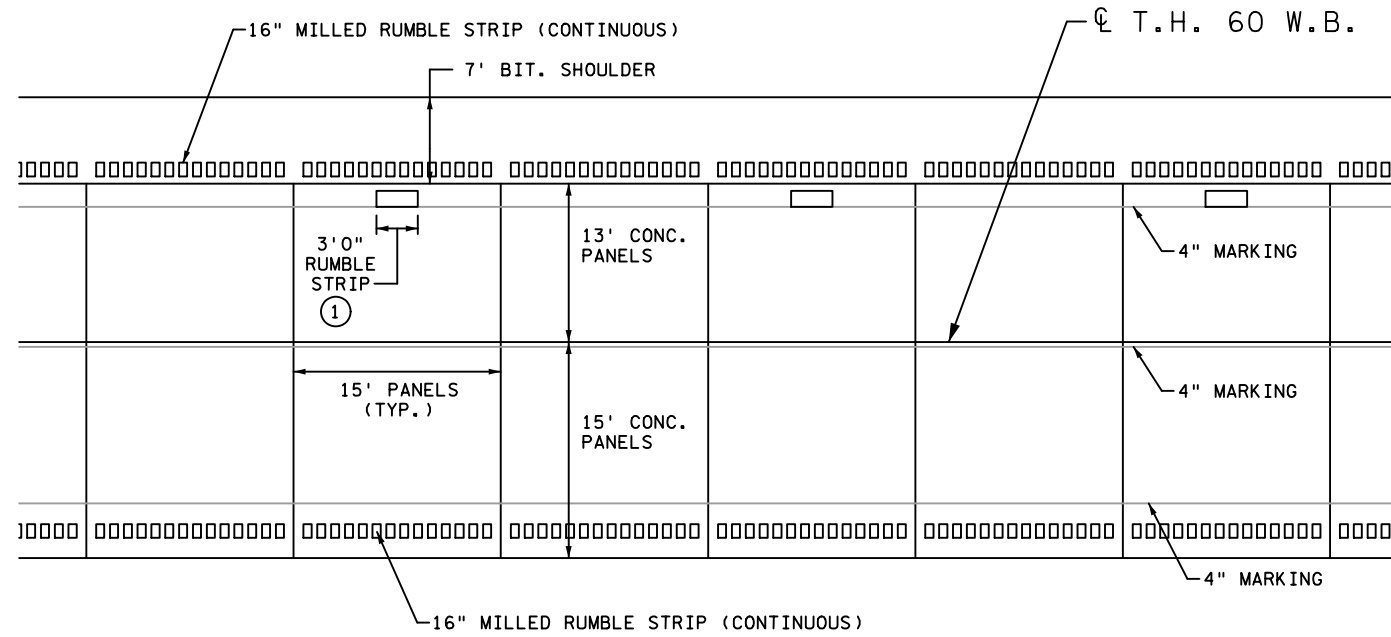 16" MILLED RUMBLE STRIP (CONTINUOUS)
℄ T.H. 60 W.B.
7' BIT. SHOULDER
3'0"
RUMBLE
STRIP
1
13' CONC.
PANELS
4" MARKING
15' PANELS
(TYP.)
4" MARKING
15' CONC.
PANELS
4" MARKING
16" MILLED RUMBLE STRIP (CONTINUOUS)